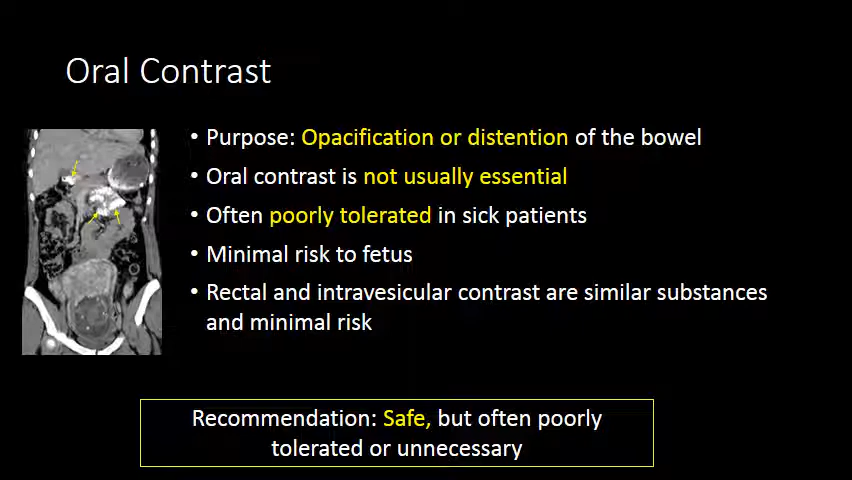 Oral Contrast
• Purpose: Opacification or distention of the bowel
• Oral contrast is not usually essential
• Often poorly tolerated in sick patients
• Minimal risk to fetus
• Rectal and intravesicular contrast are similar substances
and minimal risk
Recommendation: Safe, but often poorly
tolerated or unnecessary